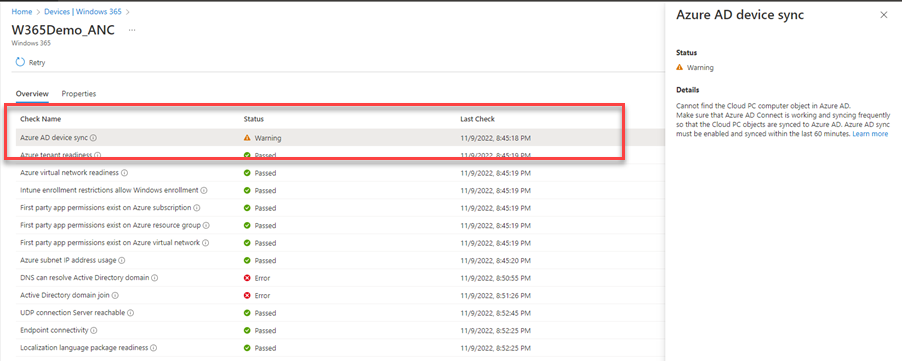 Home > Devices | Windows 365 >
W365Demo_ANC ...
Windows 365
Retry
Overview Properties
Check Name Status Last Check
Azure AD device sync Warning 11/9/2022, 8:45:18 PM
Azure tenant readiness Passed 11/9/2022, 8:45:19 PM
Azure virtual network readiness Passed 11/9/2022, 8:45:19 PM
Intune enrollment restrictions allow Windows enrollment Passed 11/9/2022, 8:45:19 PM
First party app permissions exist on Azure subscription Passed 11/9/2022, 8:45:19 PM
First party app permissions exist on Azure resource group Passed 11/9/2022, 8:45:19 PM
First party app permissions exist on Azure virtual network Passed 11/9/2022, 8:45:19 PM
Azure subnet IP address usage Passed 11/9/2022, 8:45:20 PM
DNS can resolve Active Directory domain Error 11/9/2022, 8:50:55 PM
Active Directory domain join Error 11/9/2022, 8:51:26 PM
UDP connection Server reachable Passed 11/9/2022, 8:52:45 PM
Endpoint connectivity Passed 11/9/2022, 8:52:25 PM
Localization language package readiness Passed 11/9/2022, 8:52:25 PM
Azure AD device sync
Status
Warning
Details
Cannot find the Cloud PC computer object in Azure AD.
Make sure that Azure AD Connect is working and syncing frequently
so that the Cloud PC objects are synced to Azure AD. Azure AD sync
must be enabled and synced within the last 60 minutes. Learn more